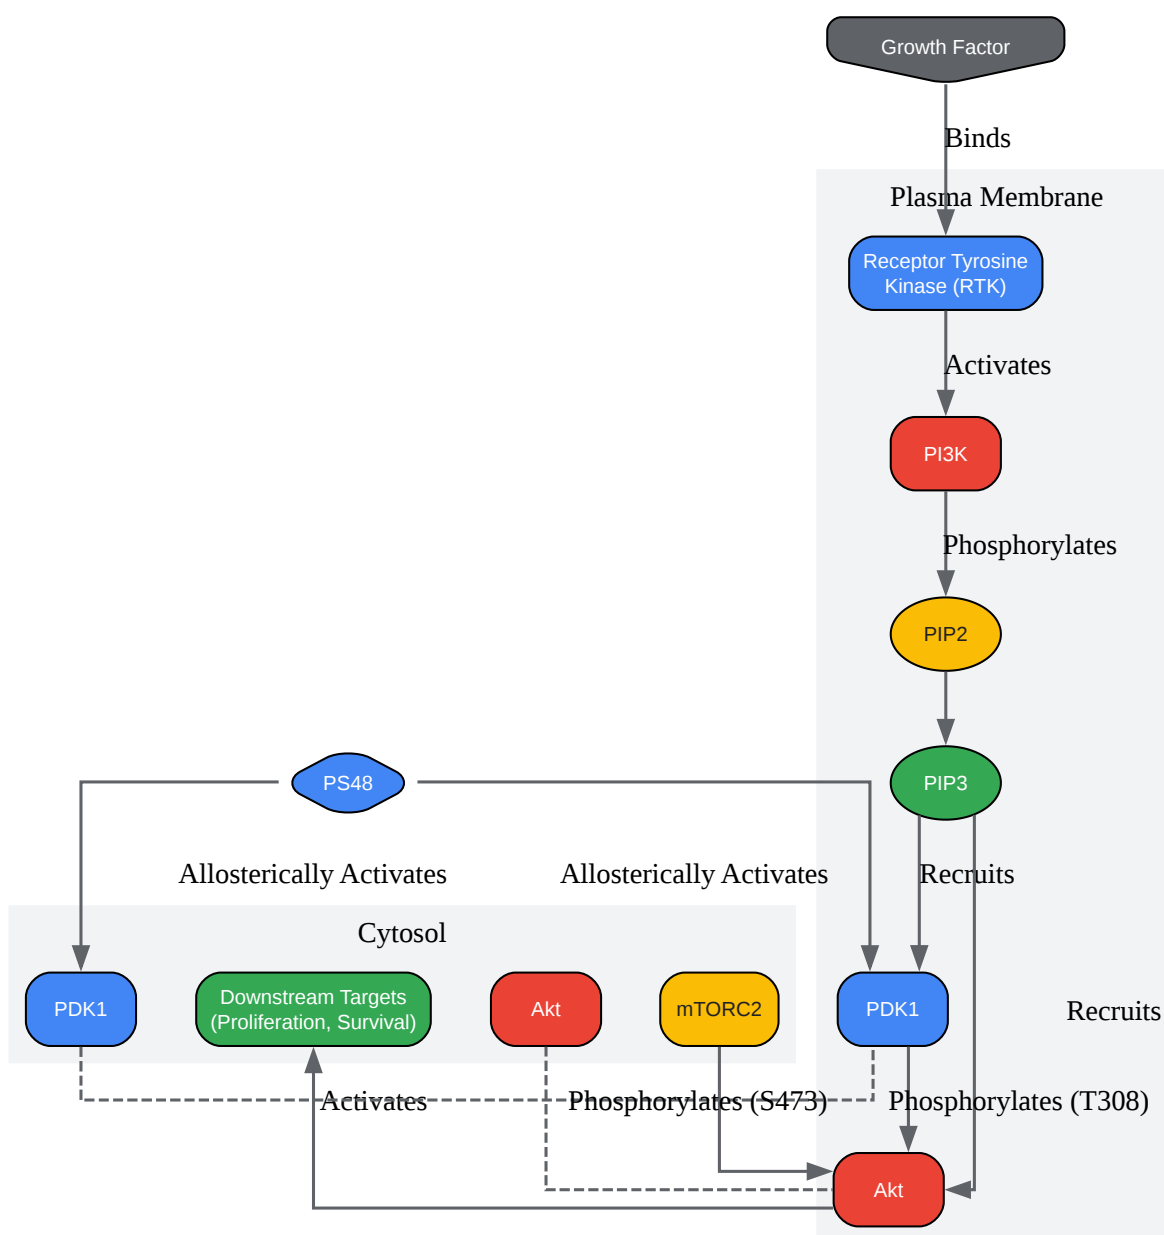 Growth Factor
Binds
Plasma Membrane
Receptor Tyrosine
Kinase (RTK)
Activates
PI3K
Phosphorylates
PIP2
PS48
PIP3
Allosterically Activates
Allosterically Activates
Recruits
Cytosol
PDK1
Downstream Targets
(Proliferation, Survival)
Akt
mTORC2
PDK1
Recruits
Activates
Phosphorylates (S473)
Phosphorylates (T308)
Akt